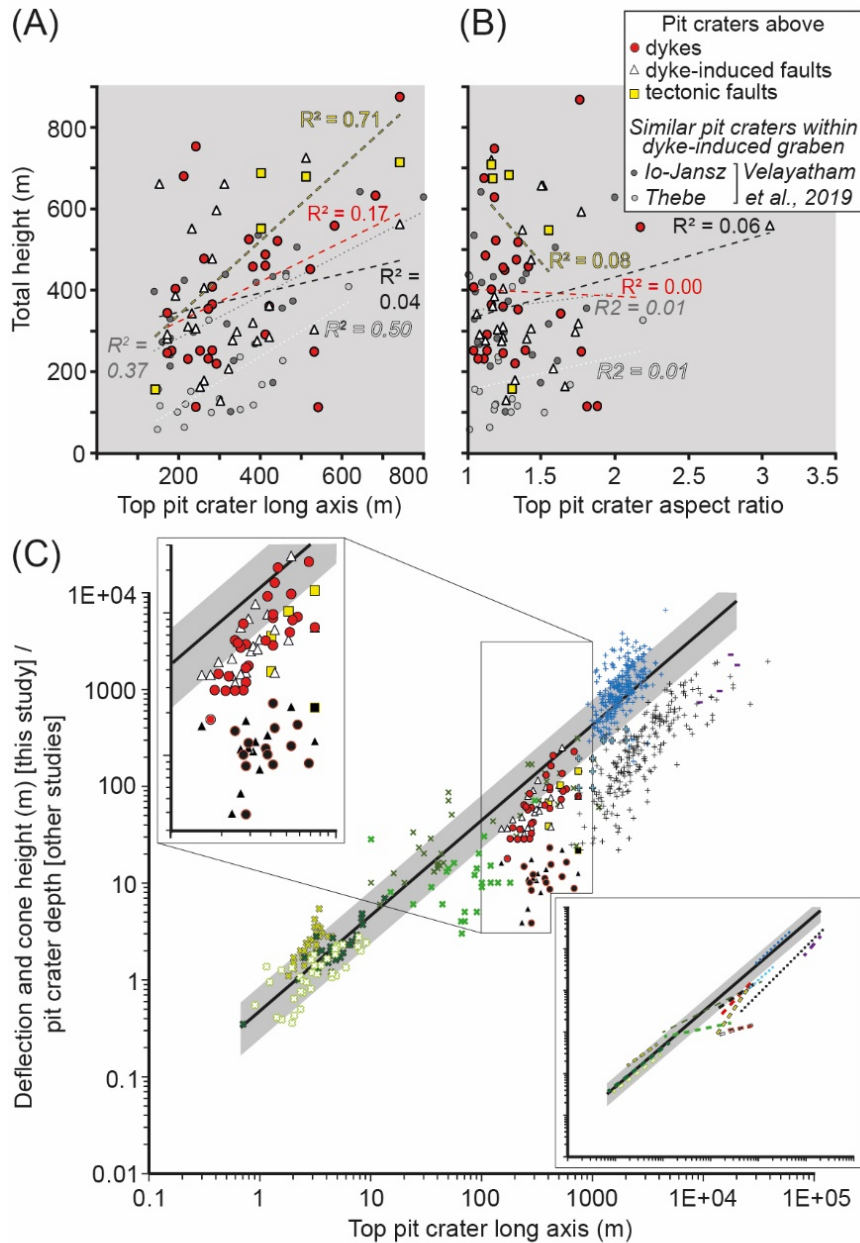 (A)
(B)
Pit craters above
dykes
dyke-induced faults
tectonic faults
Similar pit craters within
dyke-induced graben
Io-Jansz
Thebe
Velayatham
et al., 2019
Total height (m)
800
600
400
200
0
R² = 0.71
R² = 0.17
R² =
0.04
R² = 0.50
R² =
0.37
200
400
600
800
Top pit crater long axis (m)
R² = 0.06
R² = 0.08
R² = 0.00
R2 = 0.01
R2 = 0.01
1
1.5
2
2.5
3
3.5
Top pit crater aspect ratio
(C)
Deflection and cone height (m) [this study] /
pit crater depth [other studies]
1E+04
1000
100
10
1
0.1
0.01
0.1
1
10
100
1000
1E+04
1E+05
Top pit crater long axis (m)